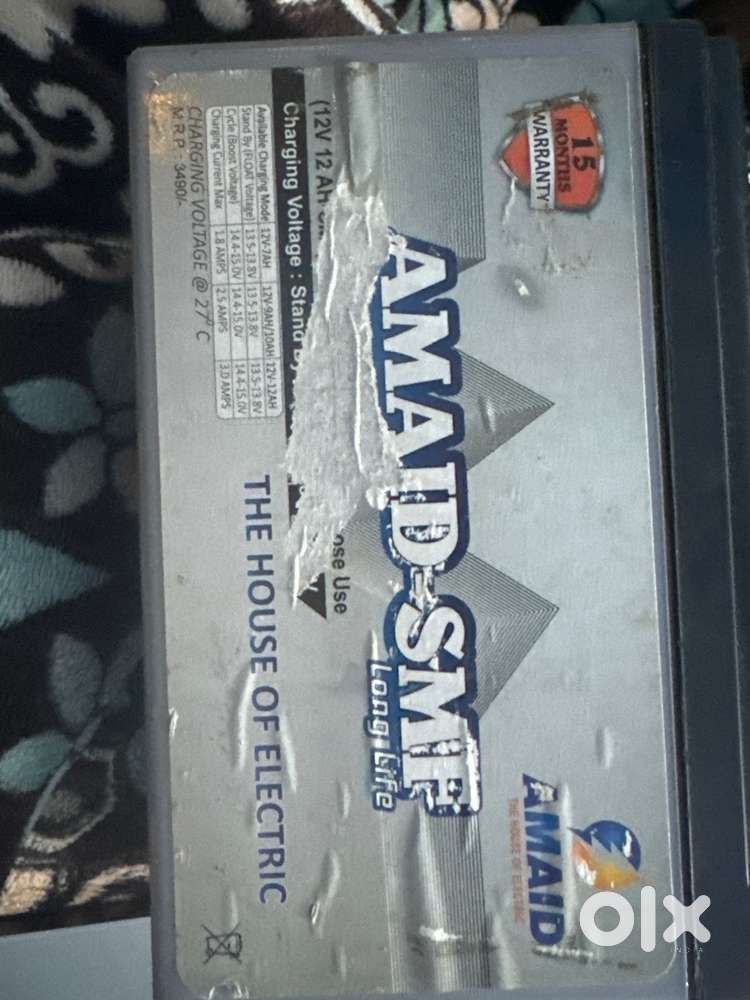 15
MONTHS
WARRANTY
AMAID
THE HOUSE OF ELECTRIC
AMAID-SMF
Long Life
(12V 12 AH
ose Use
Charging Voltage : Stand
Available Charging Mode 12V-7AH 12V-9AH/10AH 12V-12AH
Stand By (FLOAT Voltage) 13.5-13.8V 13.5-13.8V 13.5-13.8V
Cycle (Boost Voltage) 14.4-15.0V 14.4-15.0V 14.4-15.0V
Charging Current Max 1.8 AMPS 2.5 AMPS 3.0 AMPS
THE HOUSE OF ELECTRIC
CHARGING VOLTAGE @ 27° C
M.R.P : 3490/-
olx
INDIA